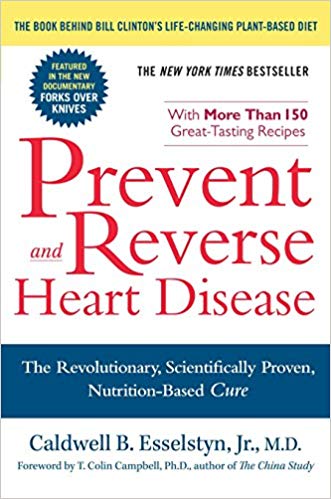 THE BOOK BEHIND BILL CLINTON'S LIFE-CHANGING PLANT-BASED DIET
FEATURED
IN THE NEW
DOCUMENTARY
FORKS OVER
KNIVES
THE NEW YORK TIMES BESTSELLER
With More Than 150
Great-Tasting Recipes
Prevent
and Reverse
Heart Disease
The Revolutionary, Scientifically Proven,
Nutrition-Based Cure
Caldwell B. Esselstyn, Jr., M.D.
Foreword by T. Colin Campbell, Ph.D., author of The China Study